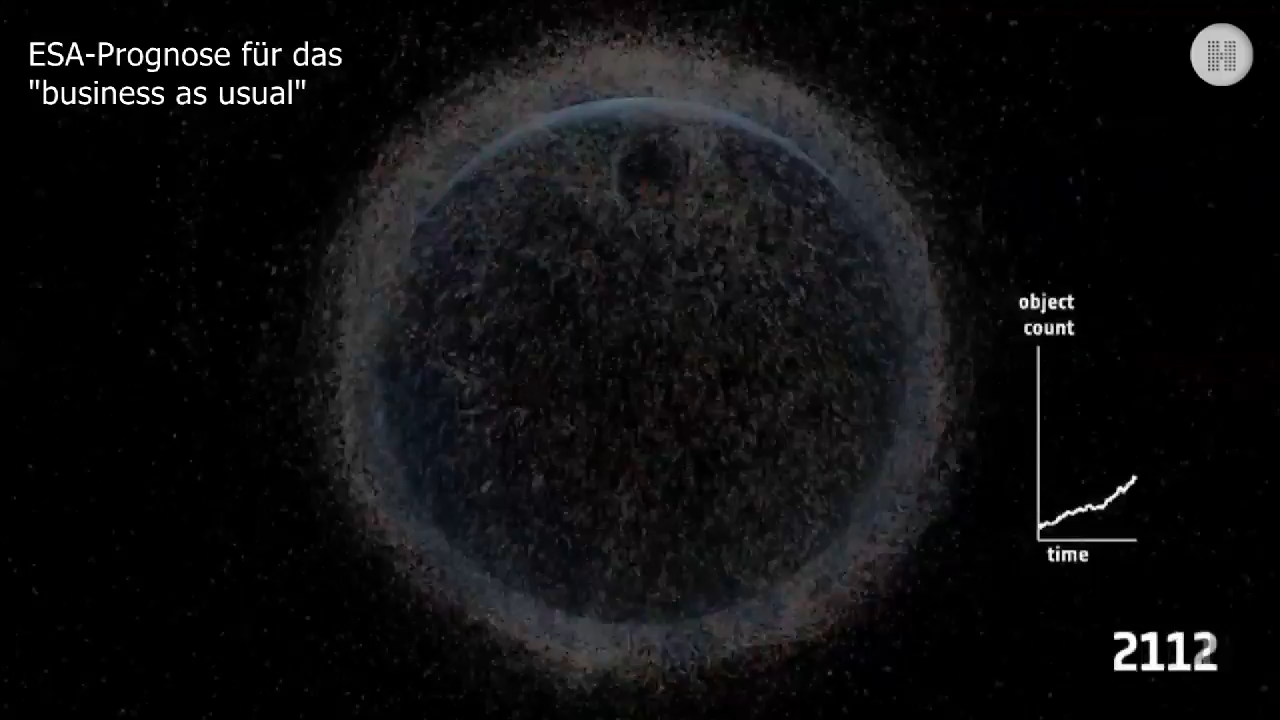 ESA-Prognose für das
"business as usual"
H
object
count
time
2112